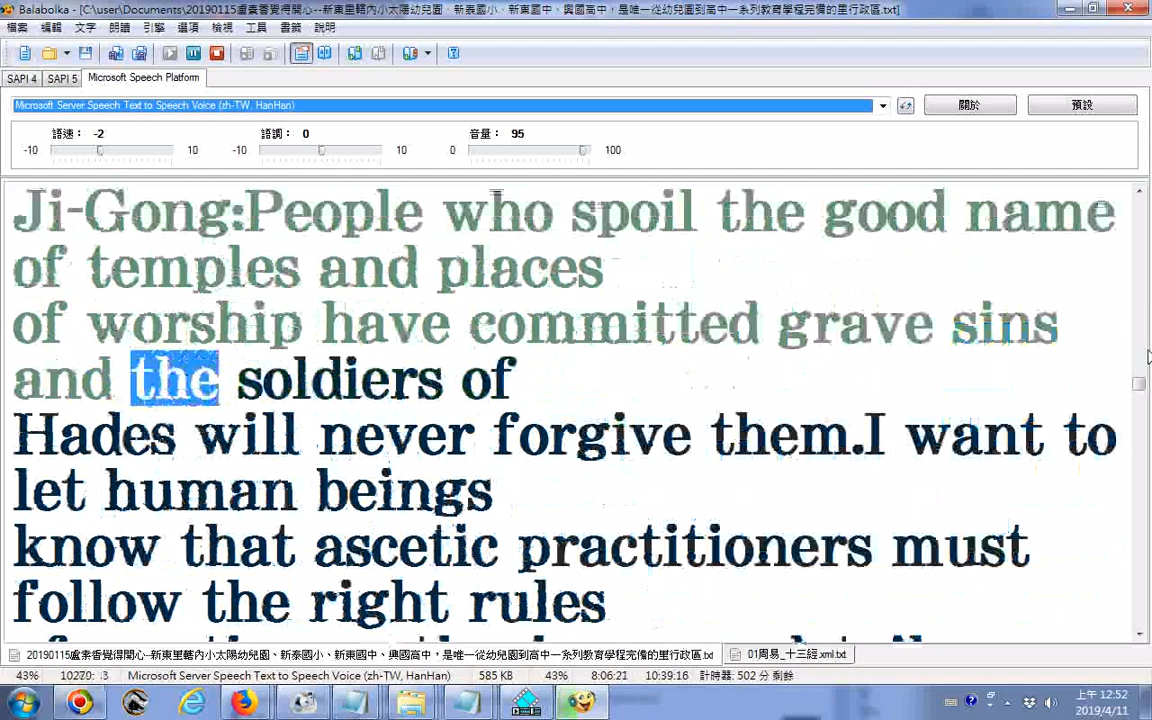 Balabolka - [C:\user\Documents\20190115盧素香覺得開心--新東里轄內小太陽幼兒園、新泰國小、新東國中、興國高中，是唯一從幼兒園到高中一系列教育學程完備的里行政區.txt]
檔案 編輯 文字 朗讀 引擎 選項 檢視 工具 書籤 說明
SAPI 4 SAPI 5 Microsoft Speech Platform
Microsoft Server Speech Text to Speech Voice (zh-TW, HanHan) 關於 預設
語速： -2 語調： 0 音量： 95
-10 10 -10 10 0 100
Ji-Gong:People who spoil the good name
of temples and places
of worship have committed grave sins
and the soldiers of
Hades will never forgive them.I want to
let human beings
know that ascetic practitioners must
follow the right rules
20190115盧素香覺得開心--新東里轄內小太陽幼兒園、新泰國小、新東國中、興國高中，是唯一從幼兒園到高中一系列教育學程完備的里行政區.txt 01周易_十三經.xml.txt
43% Microsoft Server Speech Text to Speech Voice (zh-TW, HanHan) 585 KB 43% 8:06:21 10:39:16 計時器： 502 分 剩餘
上午 12:52
2019/4/11